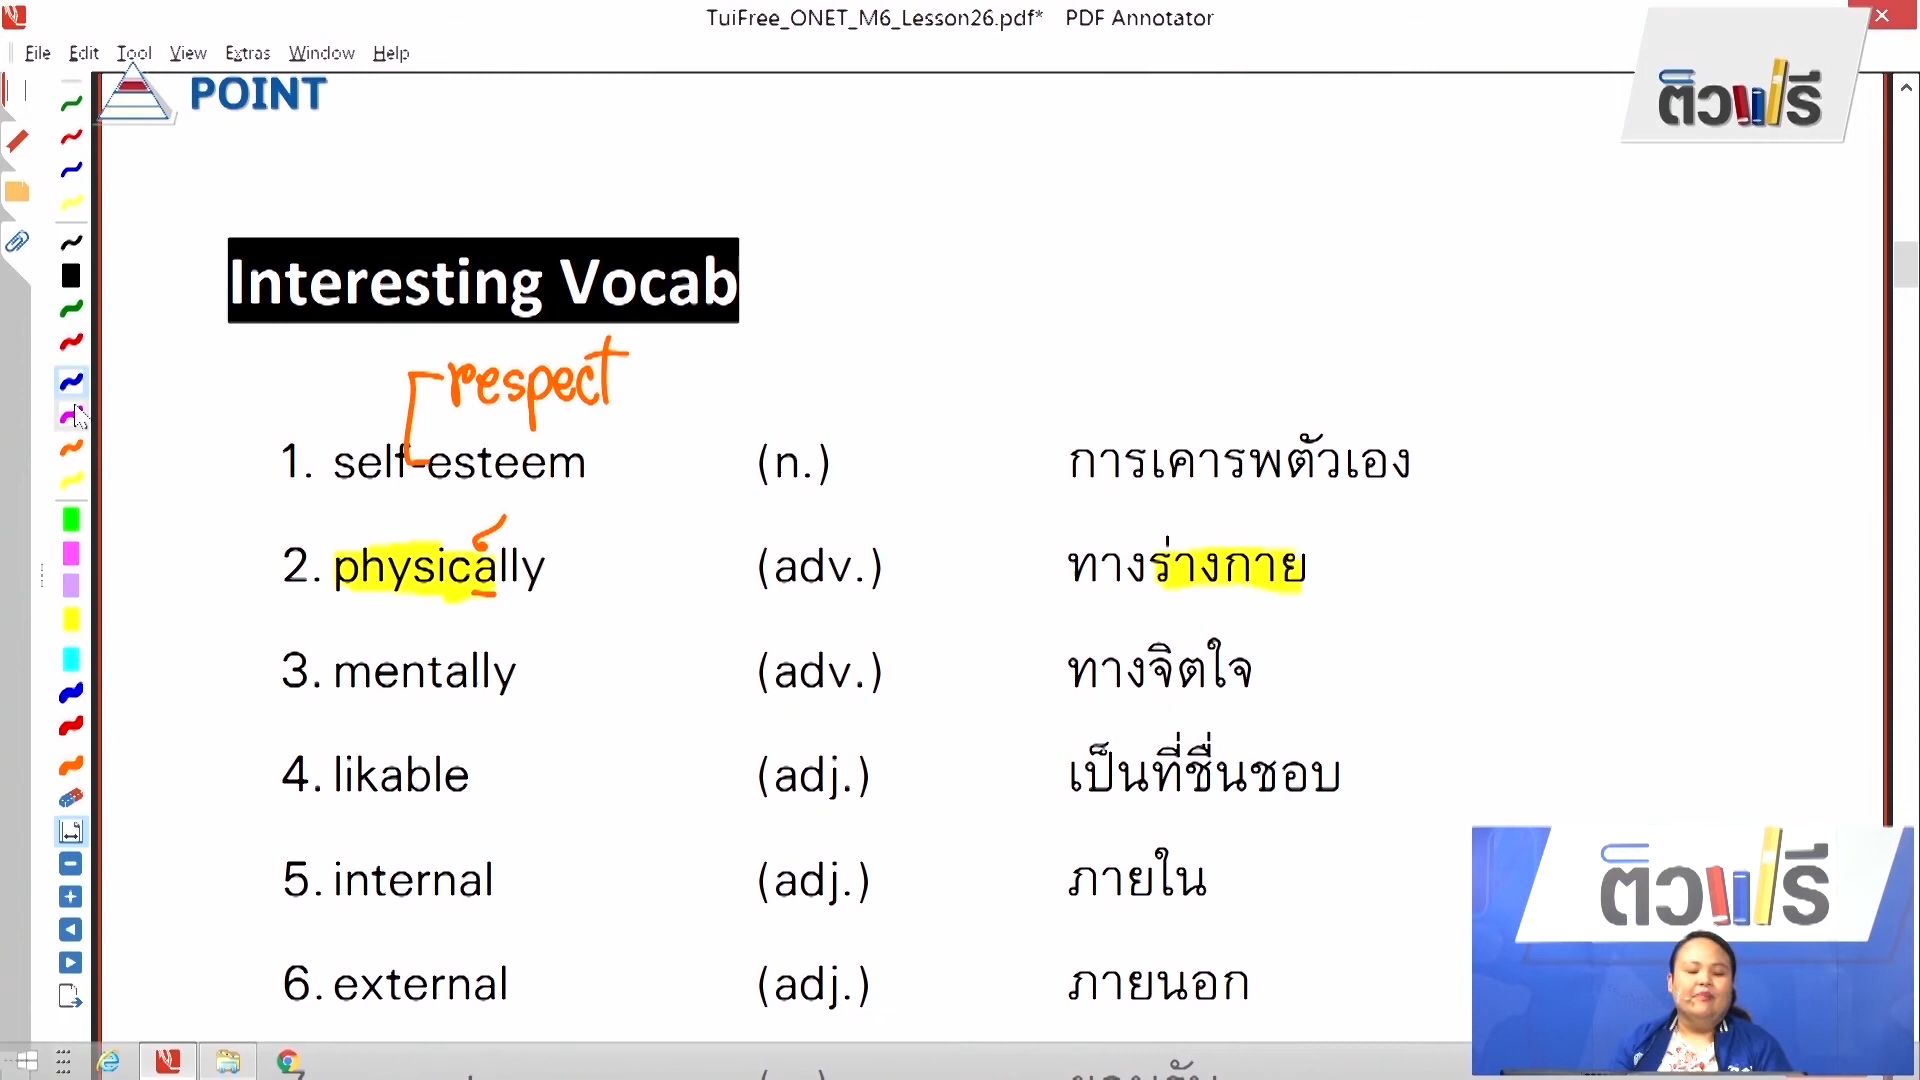 TuiFree_ONET_M6_Lesson26.pdf* PDF Annotator
File Edit Tool View Extras Window Help
POINT
ติวฟรี
Interesting Vocab
respect
1. self-esteem (n.) การเคารพตัวเอง
2. physically (adv.) ทางร่างกาย
3. mentally (adv.) ทางจิตใจ
4. likable (adj.) เป็นที่ชื่นชอบ
5. internal (adj.) ภายใน
6. external (adj.) ภายนอก
ติวฟรี